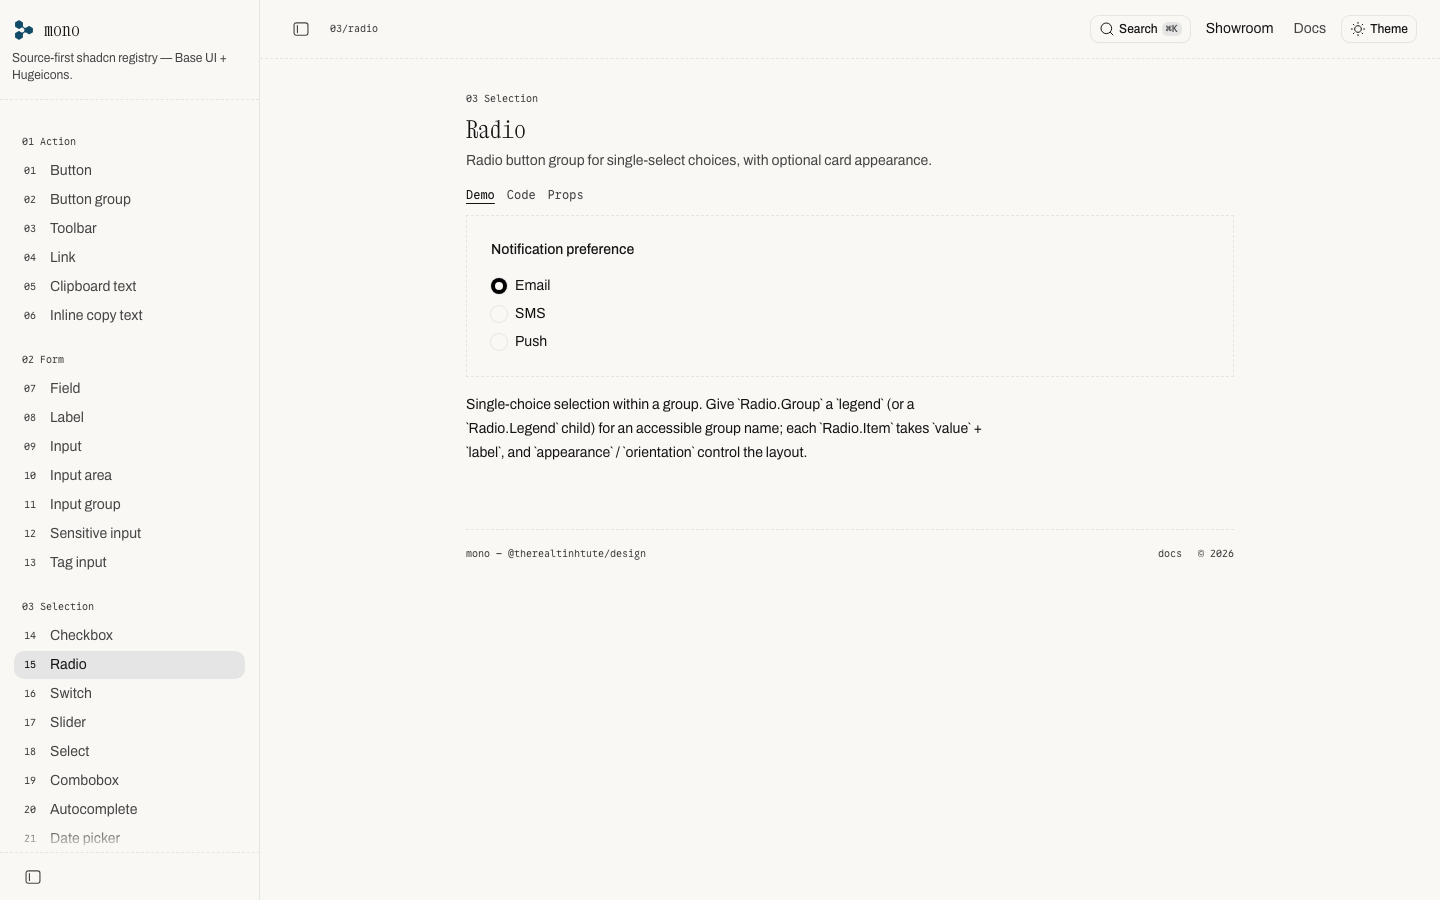 mono
Source-first shadcn registry — Base UI +
Hugeicons.
01 Action
01 Button
02 Button group
03 Toolbar
04 Link
05 Clipboard text
06 Inline copy text
02 Form
07 Field
08 Label
09 Input
10 Input area
11 Input group
12 Sensitive input
13 Tag input
03 Selection
14 Checkbox
15 Radio
16 Switch
17 Slider
18 Select
19 Combobox
20 Autocomplete
21 Date picker
03/radio
Search ⌘K
Showroom
Docs
Theme
03 Selection
Radio
Radio button group for single-select choices, with optional card appearance.
Demo Code Props
Notification preference
Email
SMS
Push
Single-choice selection within a group. Give `Radio.Group` a `legend` (or a
`Radio.Legend` child) for an accessible group name; each `Radio.Item` takes `value` +
`label`, and `appearance` / `orientation` control the layout.
mono — @therealtinhtute/design
docs © 2026